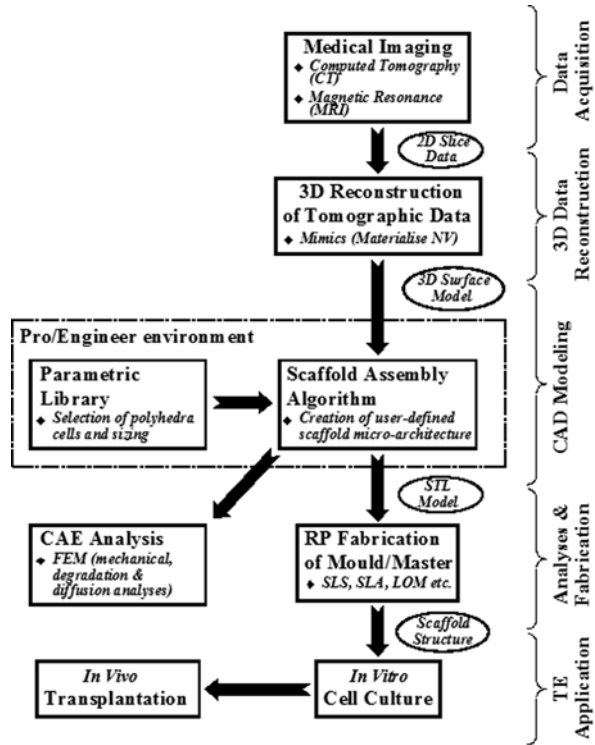 Medical Imaging
◆ Computed Tomography
(CT)
◆ Magnetic Resonance
(MRI)
Data
Acquisition
2D Slice
Data
3D Reconstruction
of Tomographic Data
◆ Mimics (Materialise NV)
3D Data
Reconstruction
3D Surface
Model
Pro/Engineer environment
Parametric
Library
◆ Selection of polyhedra
cells and sizing
Scaffold Assembly
Algorithm
◆ Creation of user-defined
scaffold micro-architecture
CAD Modeling
STL
Model
CAE Analysis
◆ FEM (mechanical,
degradation &
diffusion analyses)
RP Fabrication
of Mould/Master
◆ SLS, SLA, LOM etc.
Analyses &
Fabrication
Scaffold
Structure
In Vivo
Transplantation
In Vitro
Cell Culture
TE
Application